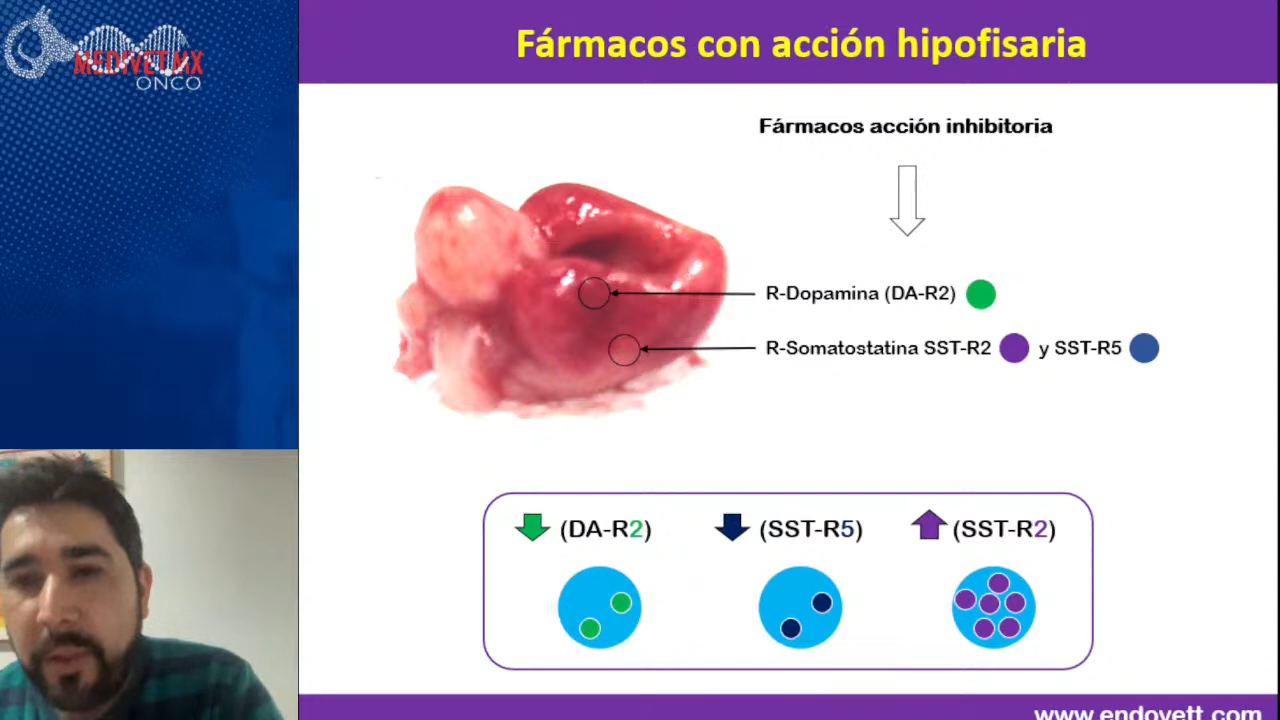 MEDIVET.MX
ONCO
Fármacos con acción hipofisaria
Fármacos acción inhibitoria
R-Dopamina (DA-R2)
R-Somatostatina SST-R2 y SST-R5
(DA-R2) (SST-R5) (SST-R2)
www.endovett.com